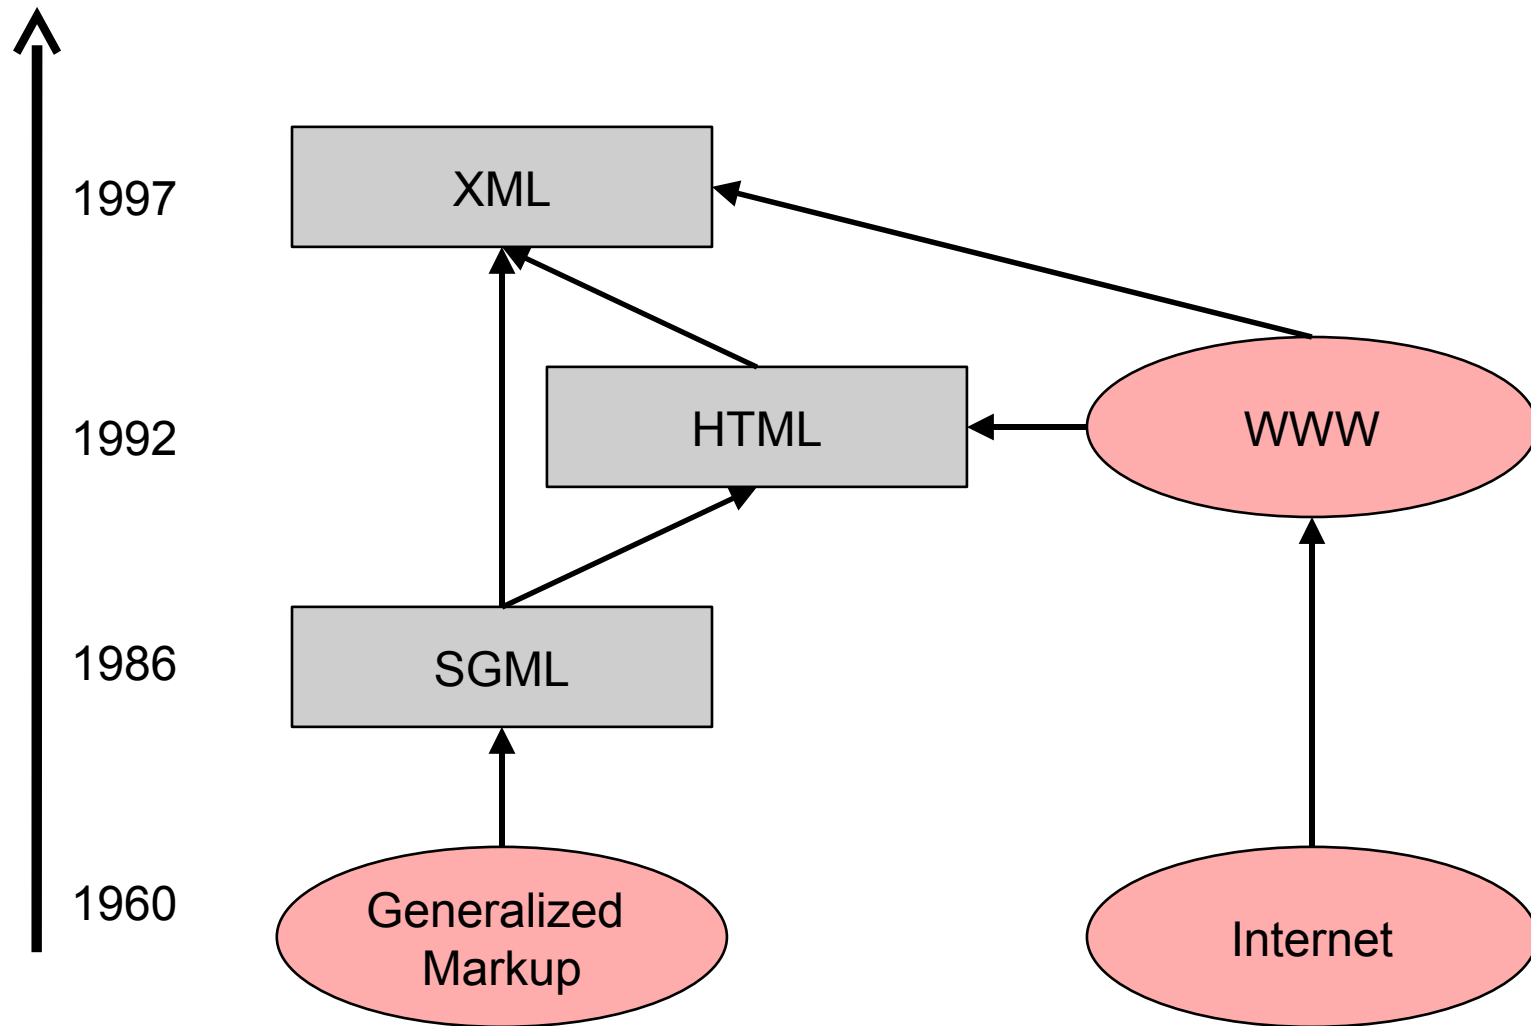 1997
XML
1992
HTML
WWW
1986
SGML
1960
Generalized
Markup
Internet